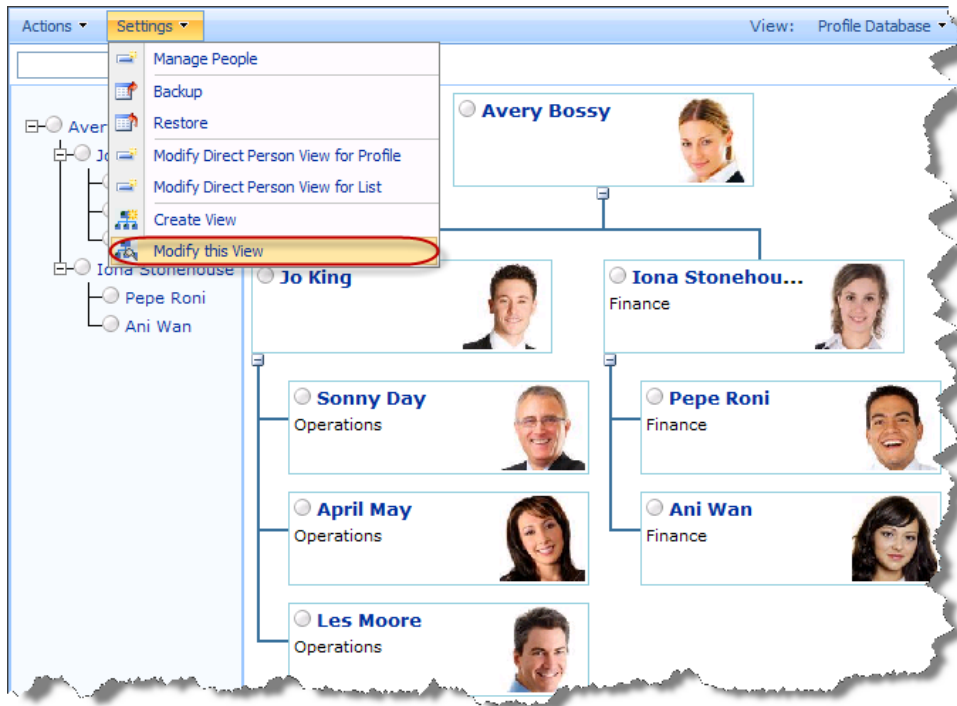 Actions Settings View: Profile Database
Manage People
Backup
Restore
Modify Direct Person View for Profile
Modify Direct Person View for List
Create View
Modify this View
Aver
Jo
Iona Stonehouse
Pepe Roni
Ani Wan
Avery Bossy
Jo King
Iona Stonehou...
Finance
Sonny Day
Operations
Pepe Roni
Finance
April May
Operations
Ani Wan
Finance
Les Moore
Operations